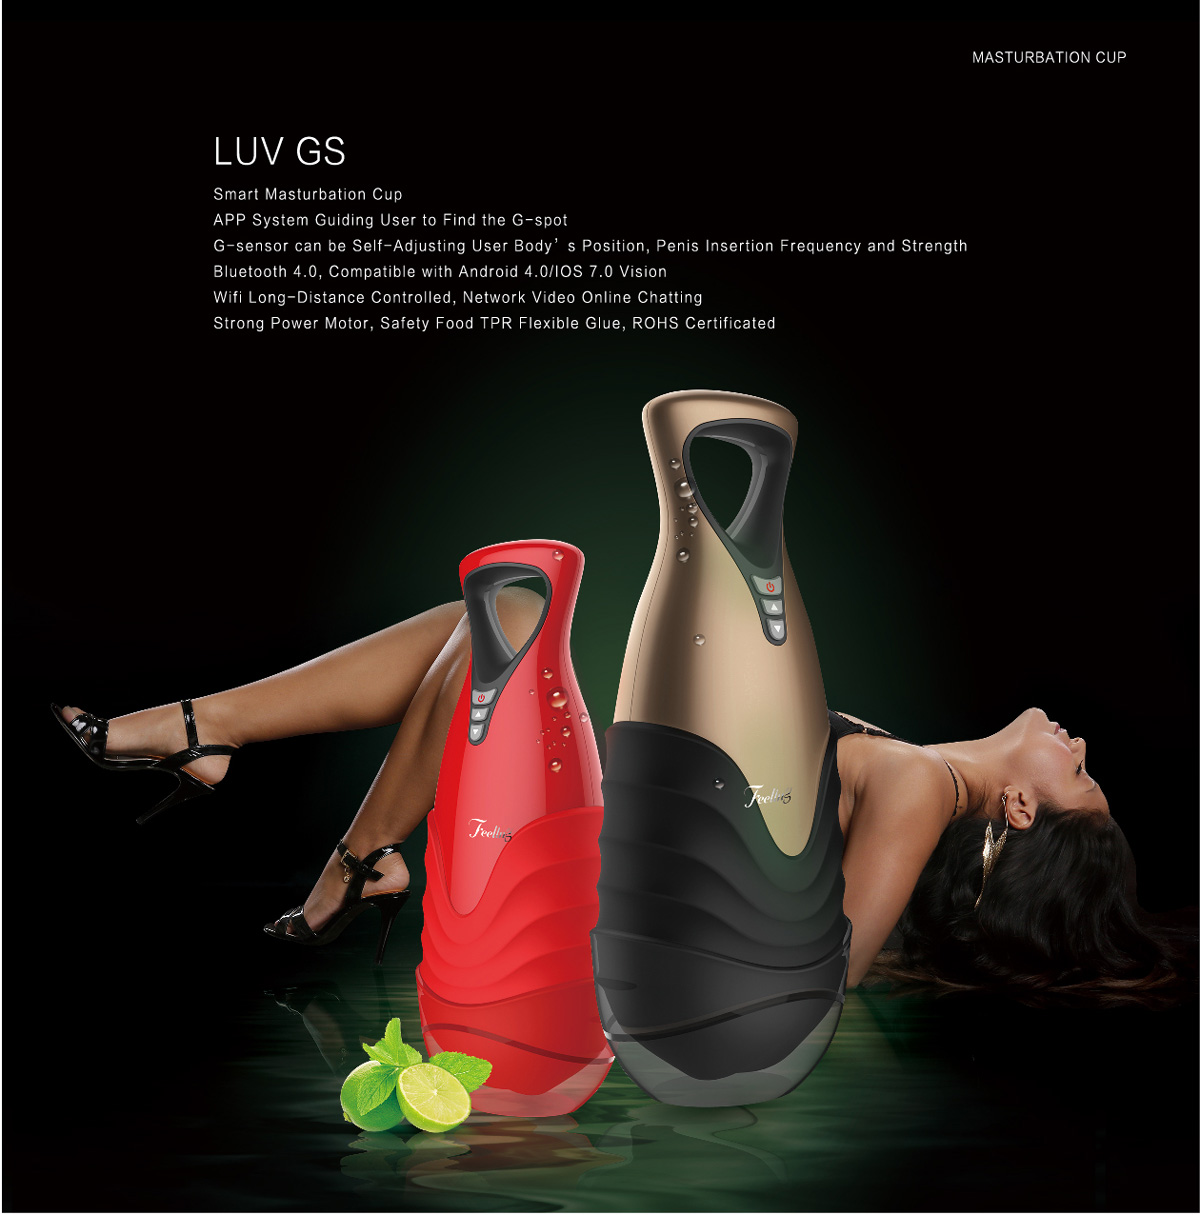 MASTURBATION CUP
LUV GS
Smart Masturbation Cup
APP System Guiding User to Find the G-spot
G-sensor can be Self-Adjusting User Body's Position, Penis Insertion Frequency and Strength
Bluetooth 4.0, Compatible with Android 4.0/IOS 7.0 Vision
Wifi Long-Distance Controlled, Network Video Online Chatting
Strong Power Motor, Safety Food TPR Flexible Glue, ROHS Certificated